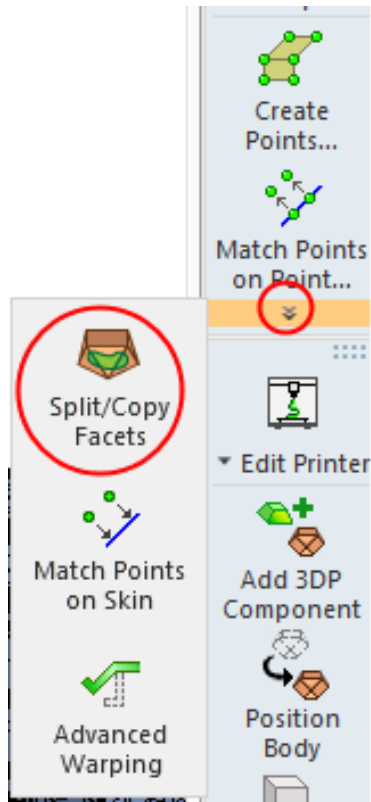 Create
Points...
Match Points
on Point...
Split/Copy
Facets
Match Points
on Skin
Advanced
Warping
Edit Printer
Add 3DP
Component
Position
Body